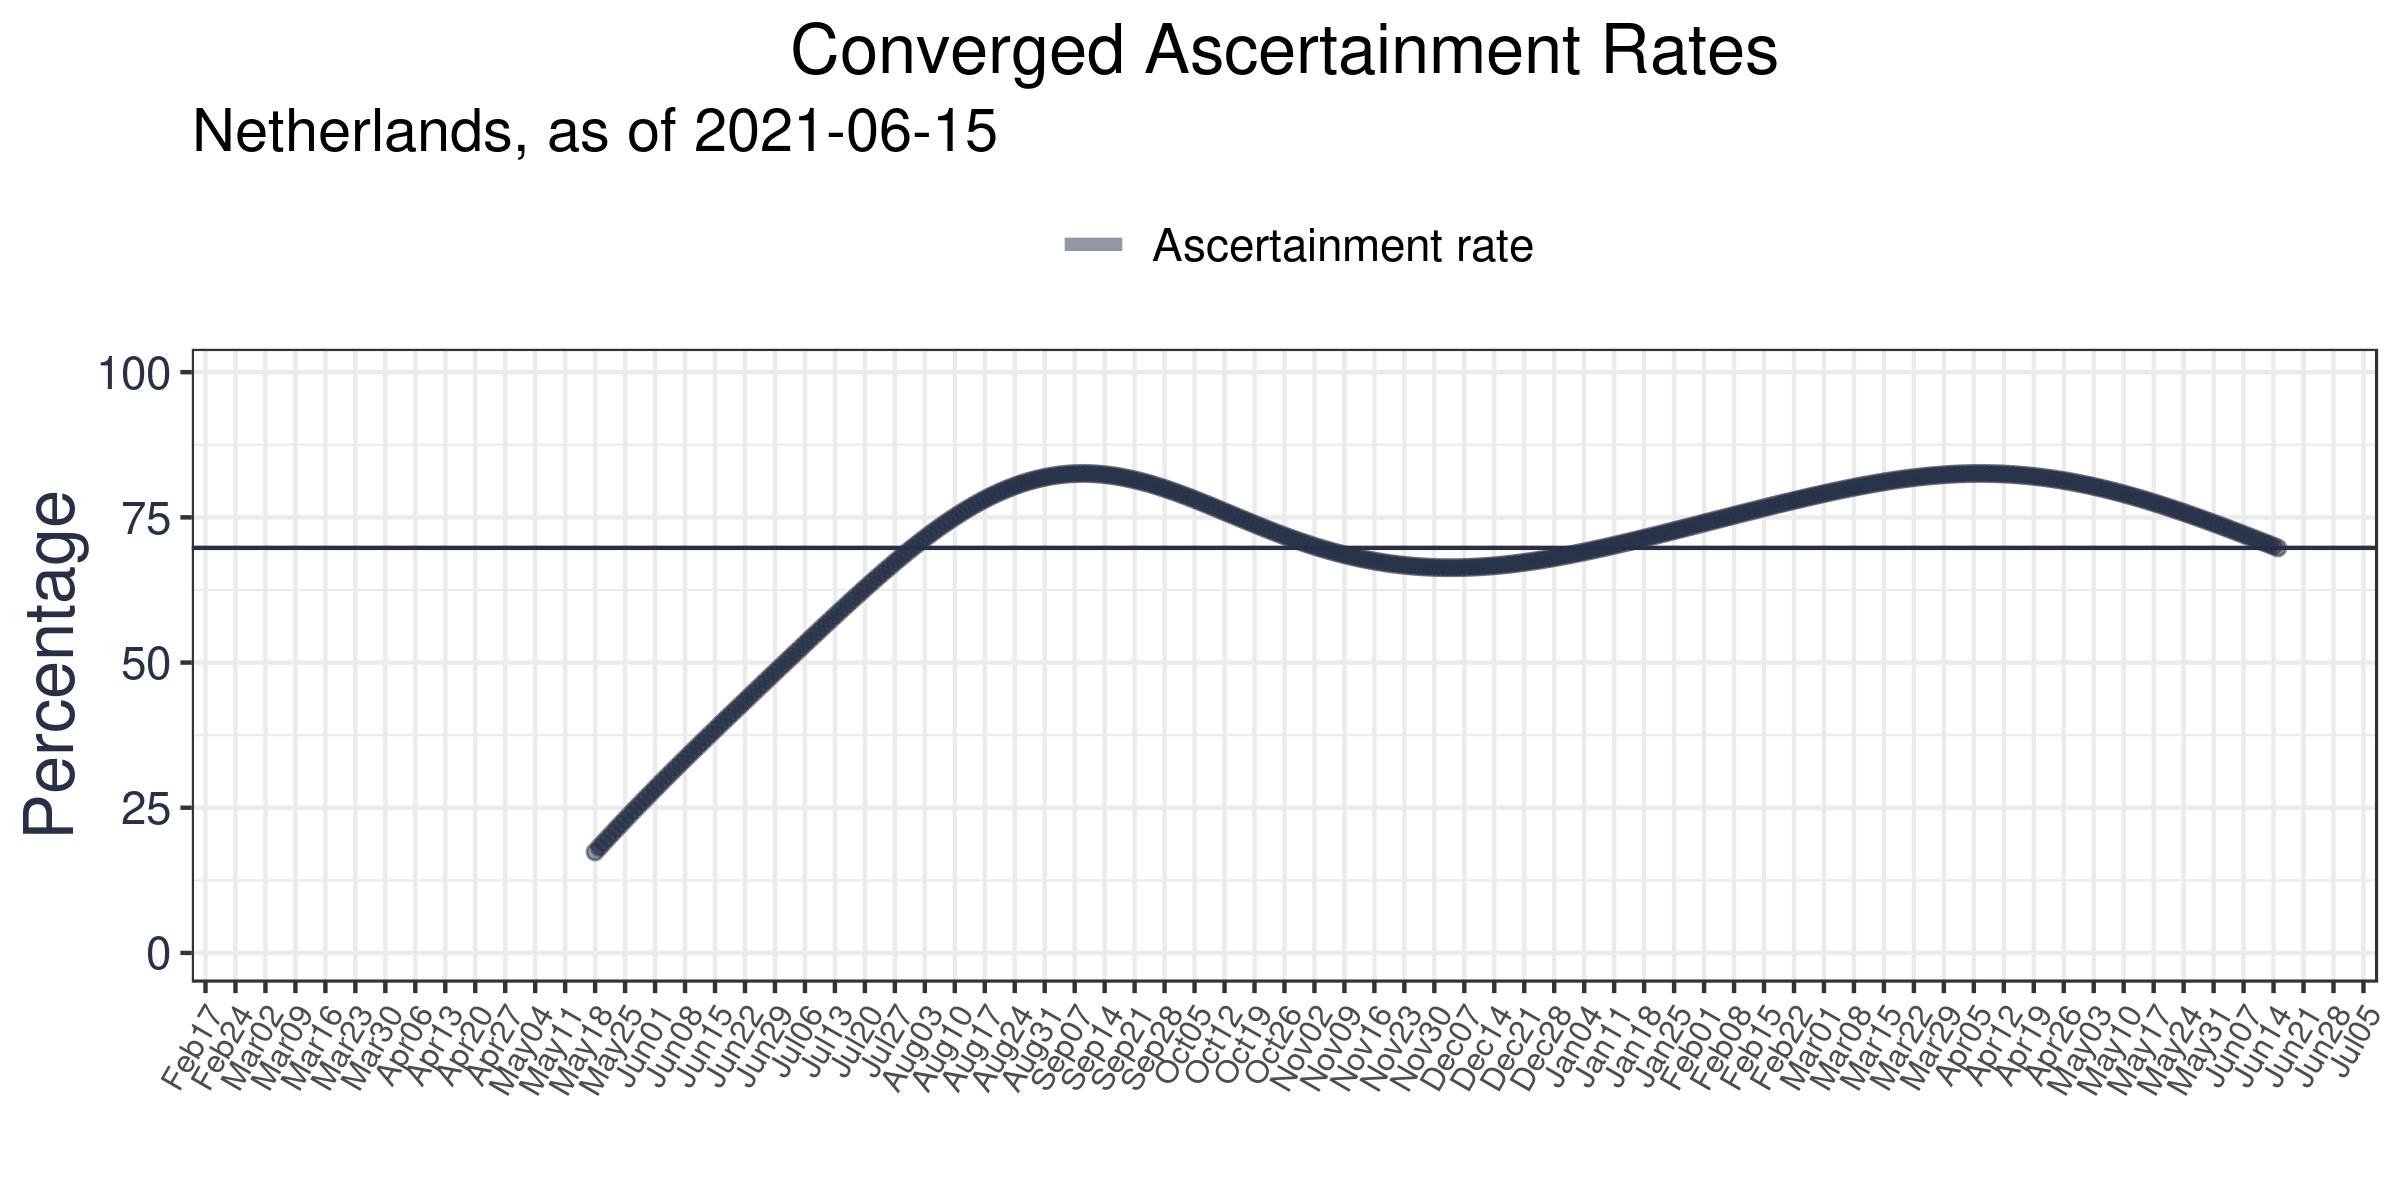 Converged Ascertainment Rates
Netherlands, as of 2021-06-15
Ascertainment rate
Percentage
100
75
50
25
0
Feb17
Feb24
Mar02
Mar09
Mar16
Mar23
Mar30
Apr06
Apr13
Apr20
Apr27
May04
May11
May18
May25
Jun01
Jun08
Jun15
Jun22
Jun29
Jul06
Jul13
Jul20
Jul27
Aug03
Aug10
Aug17
Aug24
Aug31
Sep07
Sep14
Sep21
Sep28
Oct05
Oct12
Oct19
Oct26
Nov02
Nov09
Nov16
Nov23
Nov30
Dec07
Dec14
Dec21
Dec28
Jan04
Jan11
Jan18
Jan25
Feb01
Feb08
Feb15
Feb22
Mar01
Mar08
Mar15
Mar22
Mar29
Apr05
Apr12
Apr19
Apr26
May03
May10
May17
May24
May31
Jun07
Jun14
Jun21
Jun28
Jul05